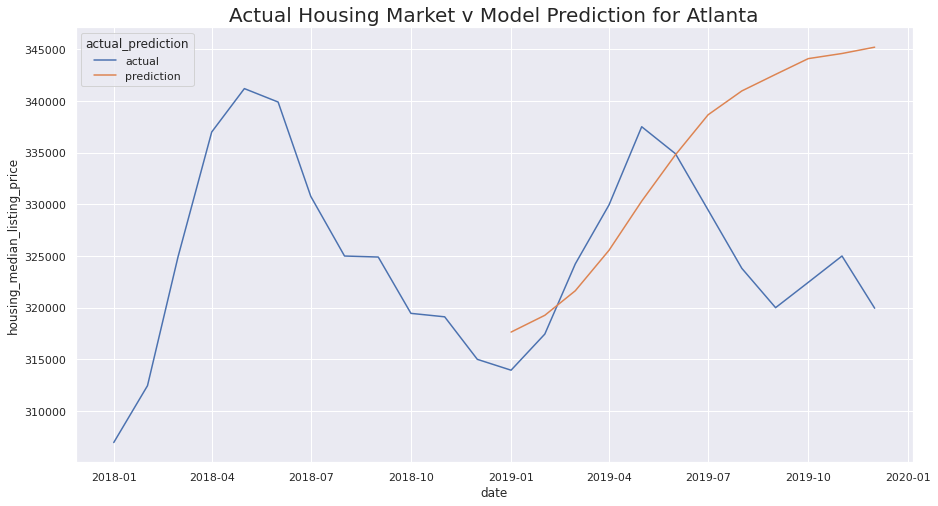 Actual Housing Market v Model Prediction for Atlanta
actual_prediction
actual
prediction
housing_median_listing_price
345000
340000
335000
330000
325000
320000
315000
310000
2018-01
2018-04
2018-07
2018-10
2019-01
2019-04
2019-07
2019-10
2020-01
date